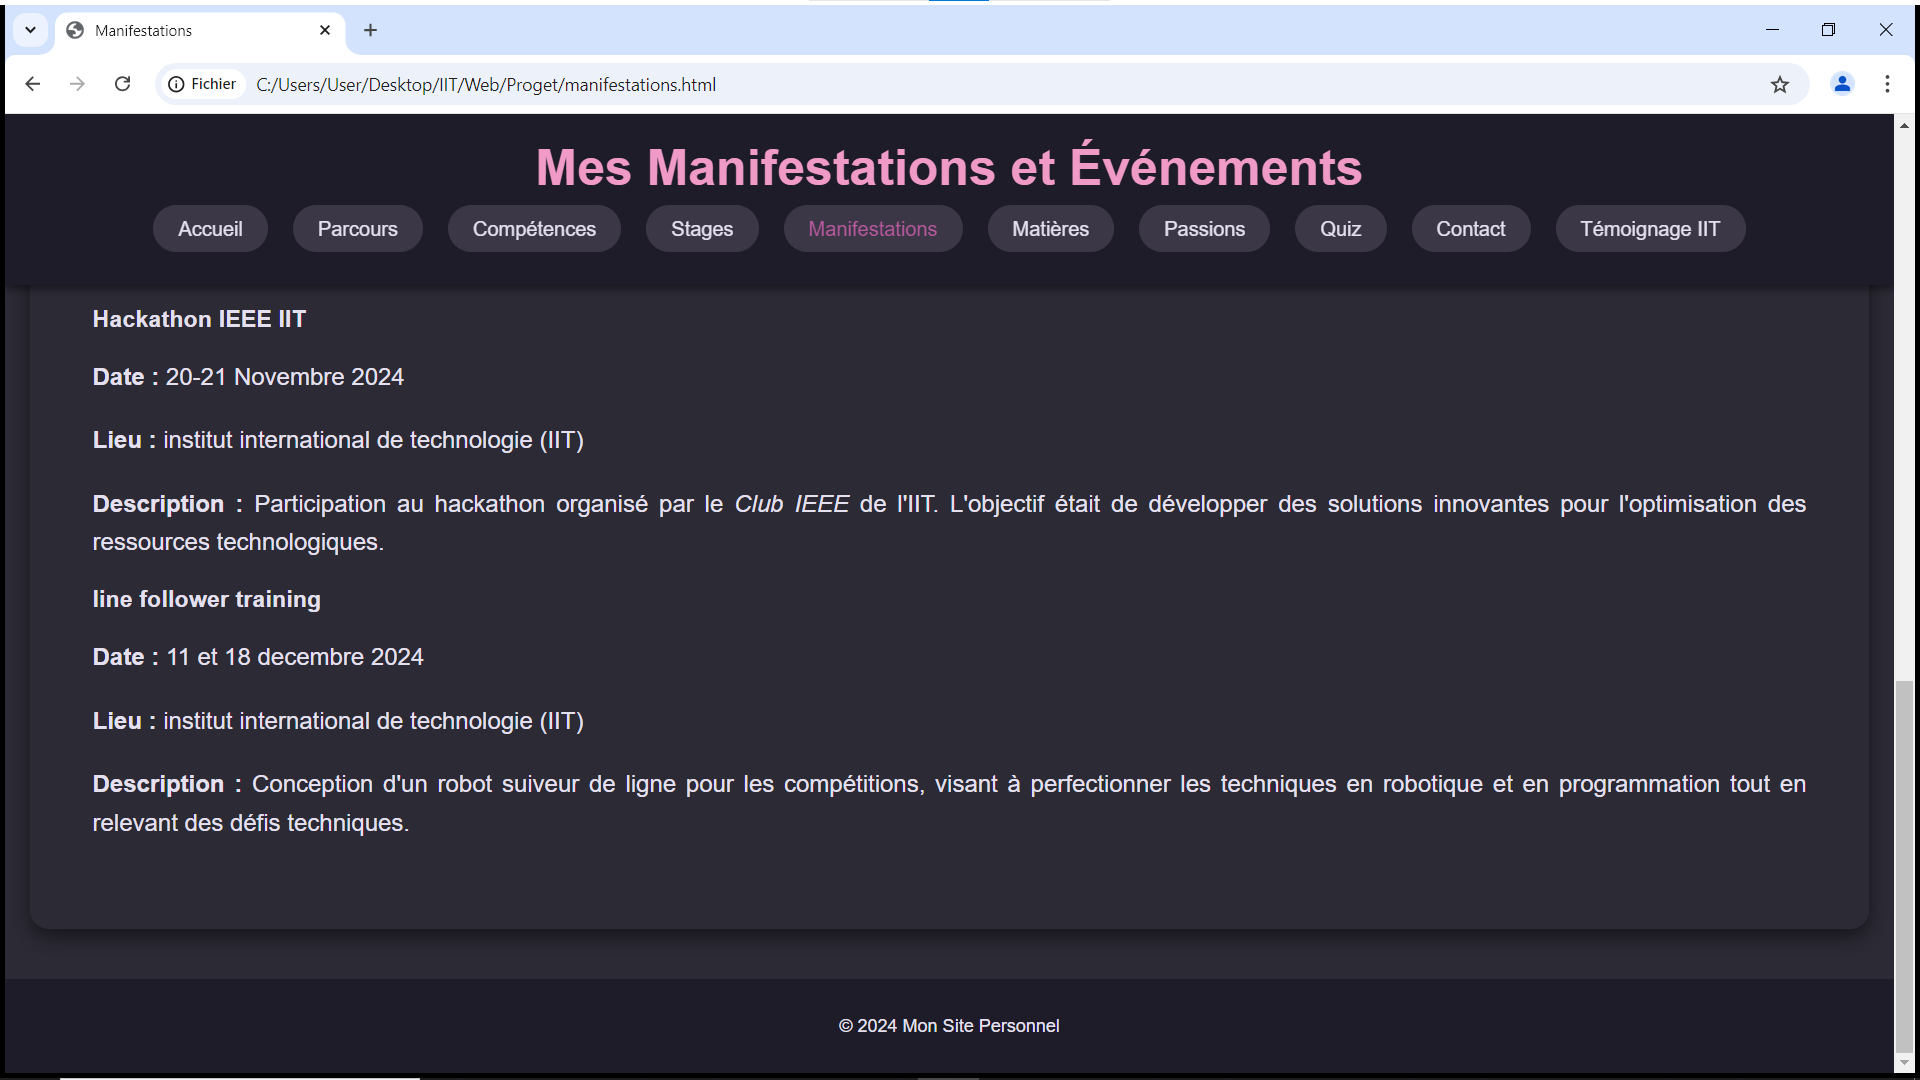 Manifestations
Fichier C:/Users/User/Desktop/IIT/Web/Proget/manifestations.html
Mes Manifestations et Événements
Accueil Parcours Compétences Stages Manifestations Matières Passions Quiz Contact Témoignage IIT
Hackathon IEEE IIT
Date : 20-21 Novembre 2024
Lieu : institut international de technologie (IIT)
Description : Participation au hackathon organisé par le Club IEEE de l'IIT. L'objectif était de développer des solutions innovantes pour l'optimisation des
ressources technologiques.
line follower training
Date : 11 et 18 decembre 2024
Lieu : institut international de technologie (IIT)
Description : Conception d'un robot suiveur de ligne pour les compétitions, visant à perfectionner les techniques en robotique et en programmation tout en
relevant des défis techniques.
© 2024 Mon Site Personnel